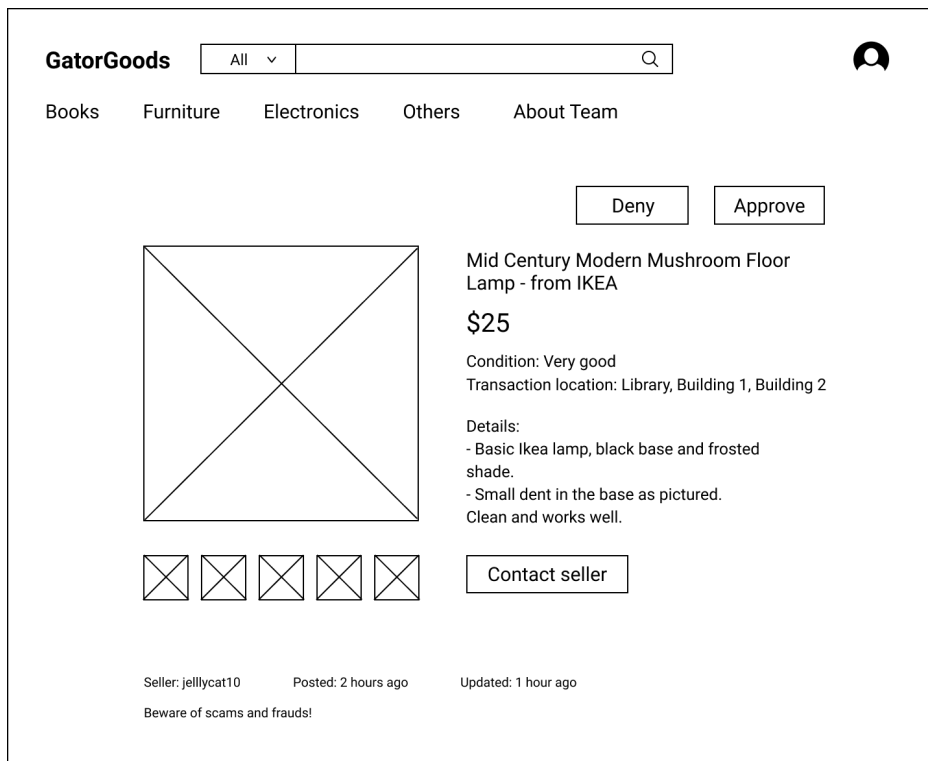 GatorGoods
All
Books Furniture Electronics Others About Team
Deny Approve
Mid Century Modern Mushroom Floor
Lamp - from IKEA
$25
Condition: Very good
Transaction location: Library, Building 1, Building 2
Details:
- Basic Ikea lamp, black base and frosted
shade.
- Small dent in the base as pictured.
Clean and works well.
Contact seller
Seller: jelllycat10 Posted: 2 hours ago Updated: 1 hour ago
Beware of scams and frauds!